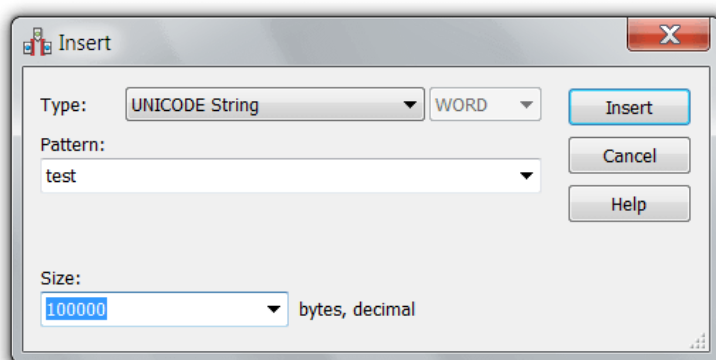 Insert
Type: UNICODE String WORD Insert
Pattern:
test
Cancel
Help
Size:
100000 bytes, decimal